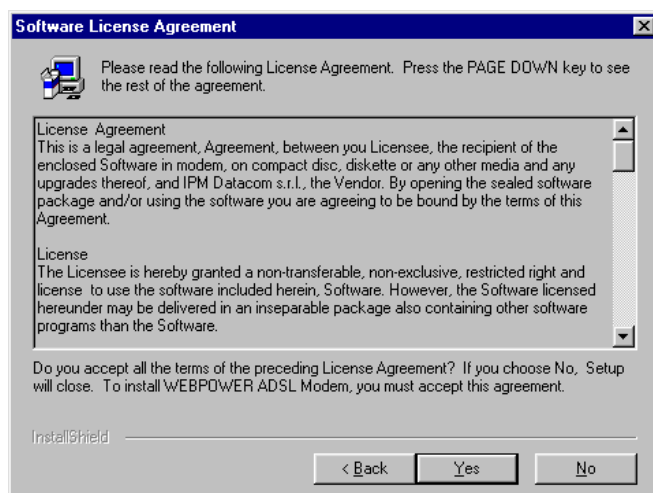 Software License Agreement
Please read the following License Agreement. Press the PAGE DOWN key to see
the rest of the agreement.
License Agreement
This is a legal agreement, Agreement, between you Licensee, the recipient of the
enclosed Software in modem, on compact disc, diskette or any other media and any
upgrades thereof, and IPM Datacom s.r.l., the Vendor. By opening the sealed software
package and/or using the software you are agreeing to be bound by the terms of this
Agreement.
License
The Licensee is hereby granted a non-transferable, non-exclusive, restricted right and
license to use the software included herein, Software. However, the Software licensed
hereunder may be delivered in an inseparable package also containing other software
programs than the Software.
Do you accept all the terms of the preceding License Agreement? If you choose No, Setup
will close. To install WEBPOWER ADSL Modem, you must accept this agreement.
InstallShield
< Back
Yes
No